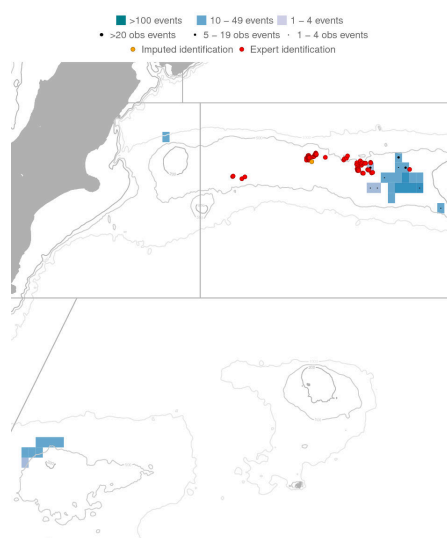 >100 events 10 – 49 events 1 – 4 events
>20 obs events 5 – 19 obs events 1 – 4 obs events
Imputed identification Expert identification